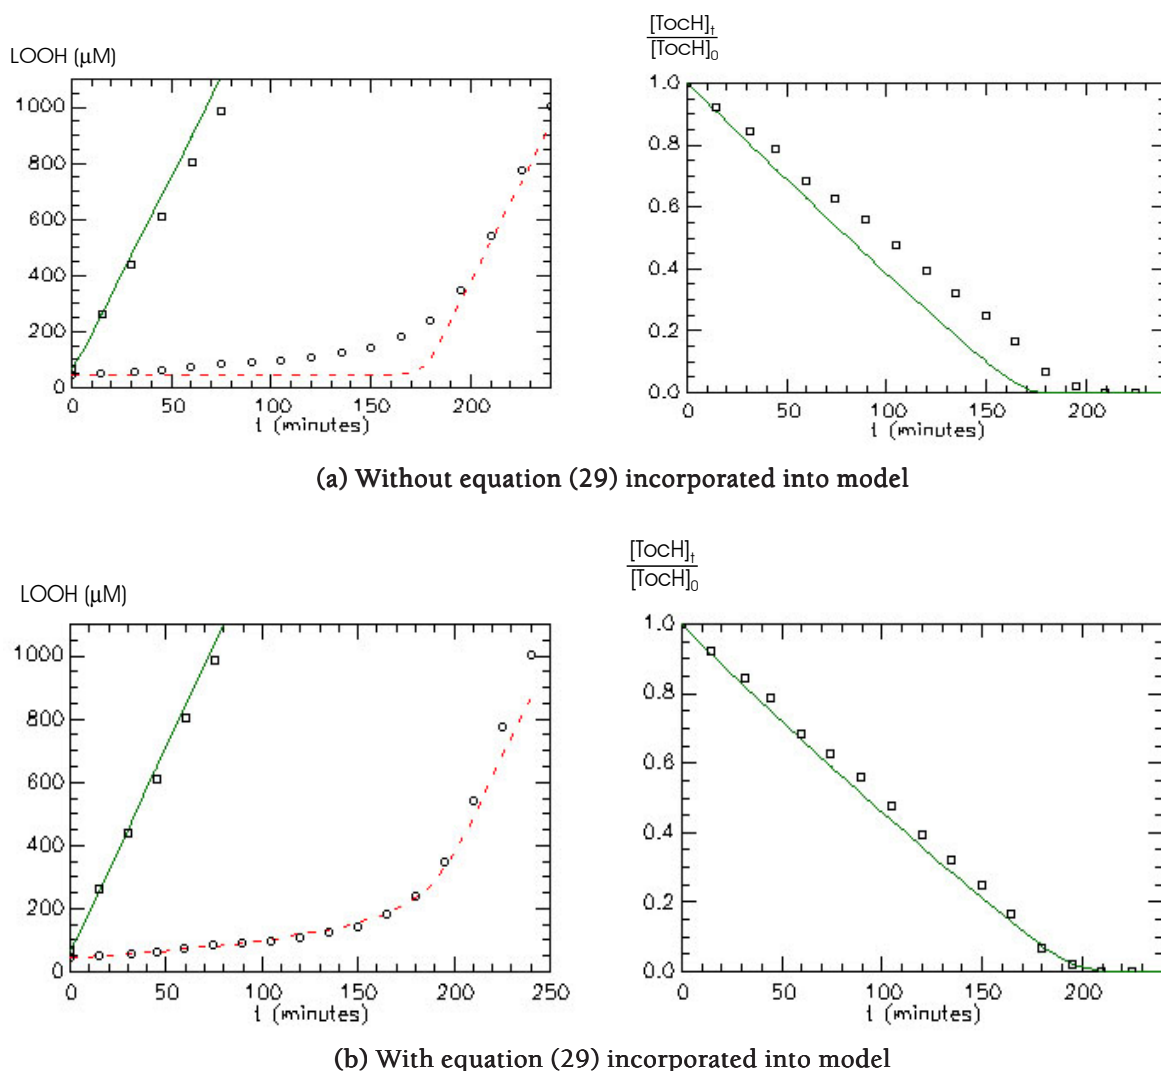 LOOH (μM)
1000
800
600
400
200
0
0 50 100 150 200
t (minutes)
[TocH]t
[TocH]0
1.0
0.8
0.6
0.4
0.2
0.0
0 50 100 150 200
t (minutes)
(a) Without equation (29) incorporated into model
LOOH (μM)
1000
800
600
400
200
0
0 50 100 150 200 250
t (minutes)
[TocH]t
[TocH]0
1.0
0.8
0.6
0.4
0.2
0.0
0 50 100 150 200
t (minutes)
(b) With equation (29) incorporated into model